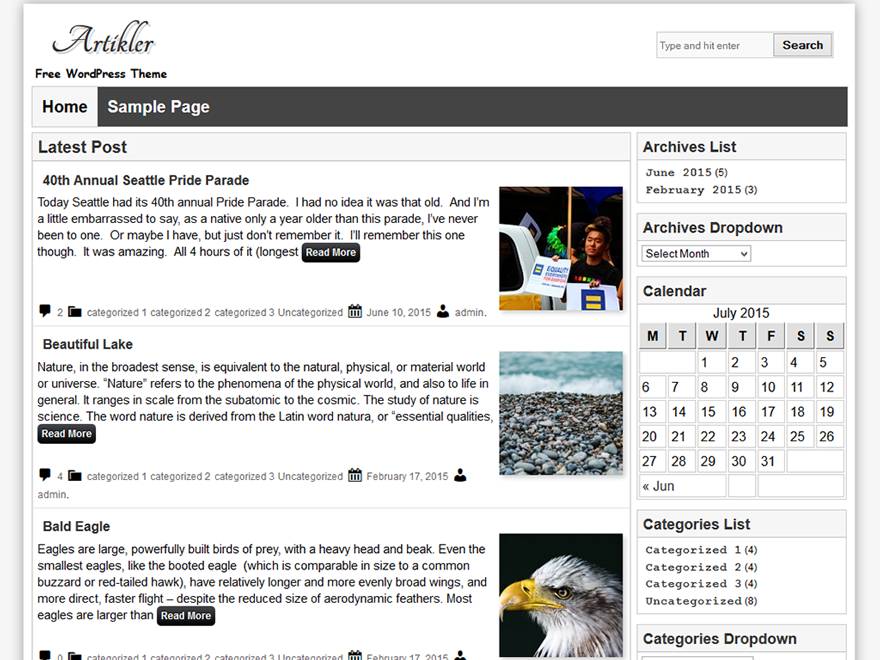 Artikler
Free WordPress Theme
Type and hit enter
Search
Home
Sample Page
Latest Post
40th Annual Seattle Pride Parade
Today Seattle had its 40th annual Pride Parade.  I had no idea it was that old.  And I'm
a little embarrassed to say, as a native only a year older than this parade, I've never
been to one.  Or maybe I have, but just don't remember it.  I'll remember this one
though.  It was amazing.  All 4 hours of it (longest Read More
EQUALITY
2 categorized 1 categorized 2 categorized 3 Uncategorized June 10, 2015 admin.
Beautiful Lake
Nature, in the broadest sense, is equivalent to the natural, physical, or material world
or universe. “Nature” refers to the phenomena of the physical world, and also to life in
general. It ranges in scale from the subatomic to the cosmic. The study of nature is
science. The word nature is derived from the Latin word natura, or “essential qualities,
Read More
4 categorized 1 categorized 2 categorized 3 Uncategorized February 17, 2015
admin.
Bald Eagle
Eagles are large, powerfully built birds of prey, with a heavy head and beak. Even the
smallest eagles, like the booted eagle  (which is comparable in size to a common
buzzard or red-tailed hawk), have relatively longer and more evenly broad wings, and
more direct, faster flight – despite the reduced size of aerodynamic feathers. Most
eagles are larger than Read More
0 categorized 1 categorized 2 categorized 3 Uncategorized February 17, 2015
Archives List
June 2015 (5)
February 2015 (3)
Archives Dropdown
Select Month
Calendar
July 2015
M T W T F S S
1 2 3 4 5
6 7 8 9 10 11 12
13 14 15 16 17 18 19
20 21 22 23 24 25 26
27 28 29 30 31
« Jun
Categories List
Categorized 1 (4)
Categorized 2 (4)
Categorized 3 (4)
Uncategorized (8)
Categories Dropdown